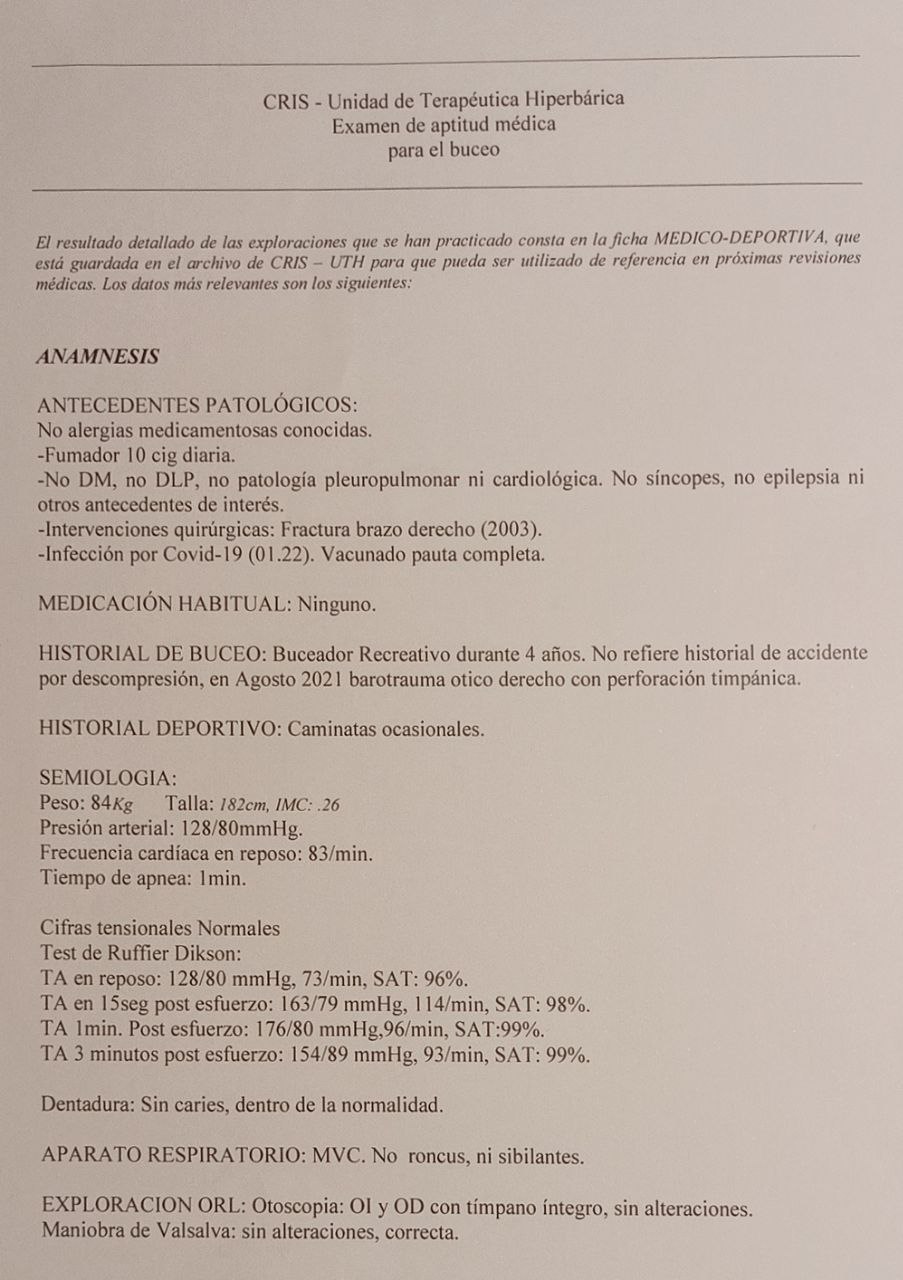 CRIS - Unidad de Terapéutica Hiperbárica
Examen de aptitud médica
para el buceo
El resultado detallado de las exploraciones que se han practicado consta en la ficha MEDICO-DEPORTIVA, que
está guardada en el archivo de CRIS – UTH para que pueda ser utilizado de referencia en próximas revisiones
médicas. Los datos más relevantes son los siguientes:
ANAMNESIS
ANTECEDENTES PATOLÓGICOS:
No alergias medicamentosas conocidas.
-Fumador 10 cig diaria.
-No DM, no DLP, no patología pleuropulmonar ni cardiológica. No síncopes, no epilepsia ni
otros antecedentes de interés.
-Intervenciones quirúrgicas: Fractura brazo derecho (2003).
-Infección por Covid-19 (01.22). Vacunado pauta completa.
MEDICACIÓN HABITUAL: Ninguno.
HISTORIAL DE BUCEO: Buceador Recreativo durante 4 años. No refiere historial de accidente
por descompresión, en Agosto 2021 barotrauma otico derecho con perforación timpánica.
HISTORIAL DEPORTIVO: Caminatas ocasionales.
SEMIOLOGIA:
Peso: 84Kg Talla: 182cm, IMC: .26
Presión arterial: 128/80mmHg.
Frecuencia cardíaca en reposo: 83/min.
Tiempo de apnea: 1min.
Cifras tensionales Normales
Test de Ruffier Dikson:
TA en reposo: 128/80 mmHg, 73/min, SAT: 96%.
TA en 15seg post esfuerzo: 163/79 mmHg, 114/min, SAT: 98%.
TA 1min. Post esfuerzo: 176/80 mmHg,96/min, SAT:99%.
TA 3 minutos post esfuerzo: 154/89 mmHg, 93/min, SAT: 99%.
Dentadura: Sin caries, dentro de la normalidad.
APARATO RESPIRATORIO: MVC. No roncus, ni sibilantes.
EXPLORACION ORL: Otoscopia: OI y OD con tímpano íntegro, sin alteraciones.
Maniobra de Valsalva: sin alteraciones, correcta.